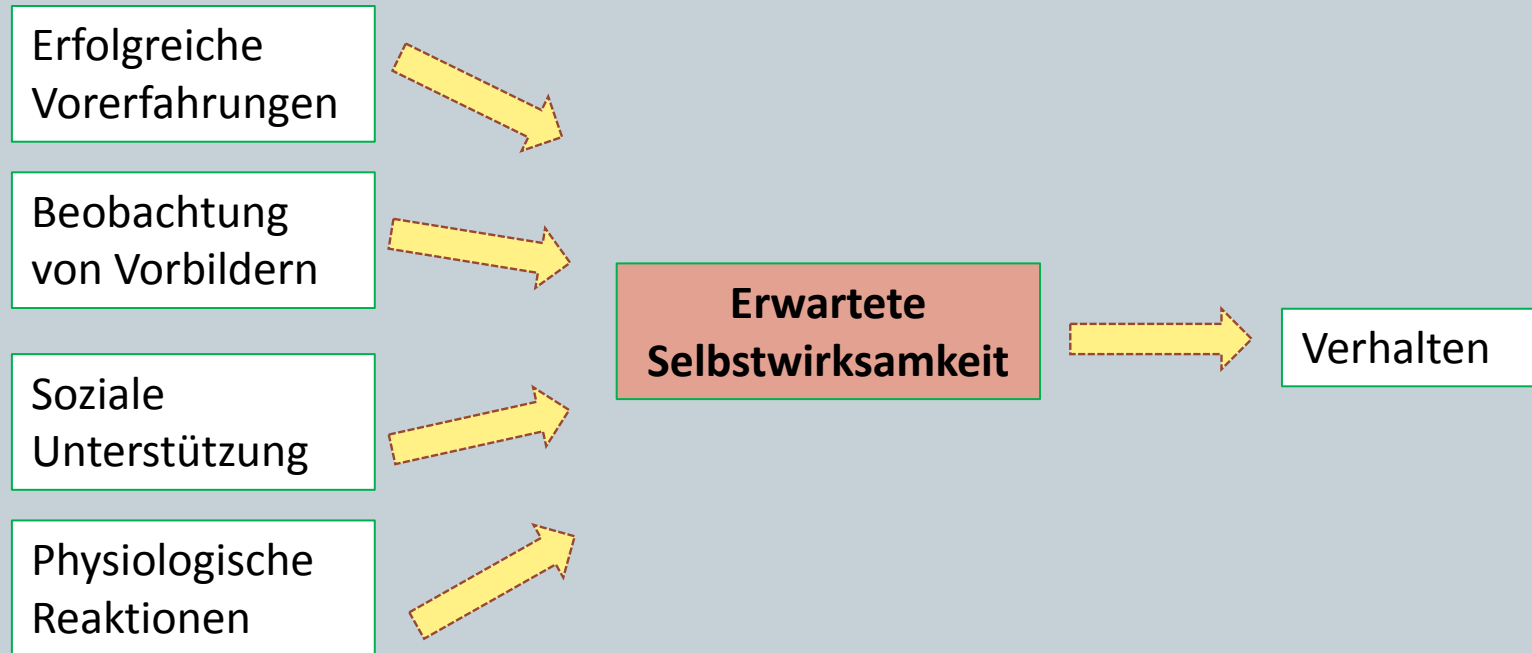 Erfolgreiche
Vorerfahrungen
Beobachtung
von Vorbildern
Soziale
Unterstützung
Physiologische
Reaktionen
Erwartete
Selbstwirksamkeit
Verhalten